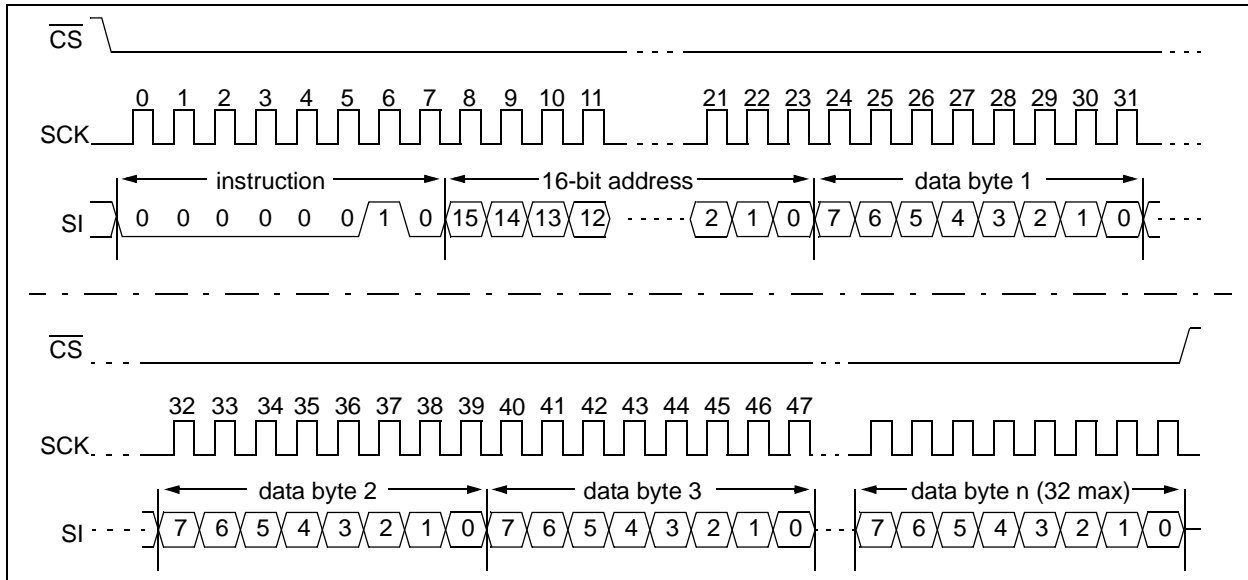 CS
0 1 2 3 4 5 6 7 8 9 10 11 21 22 23 24 25 26 27 28 29 30 31
SCK
instruction 16-bit address data byte 1
SI 0 0 0 0 0 0 1 0 15 14 13 12 2 1 0 7 6 5 4 3 2 1 0
CS
32 33 34 35 36 37 38 39 40 41 42 43 44 45 46 47
SCK
data byte 2 data byte 3 data byte n (32 max)
SI 7 6 5 4 3 2 1 0 7 6 5 4 3 2 1 0 7 6 5 4 3 2 1 0